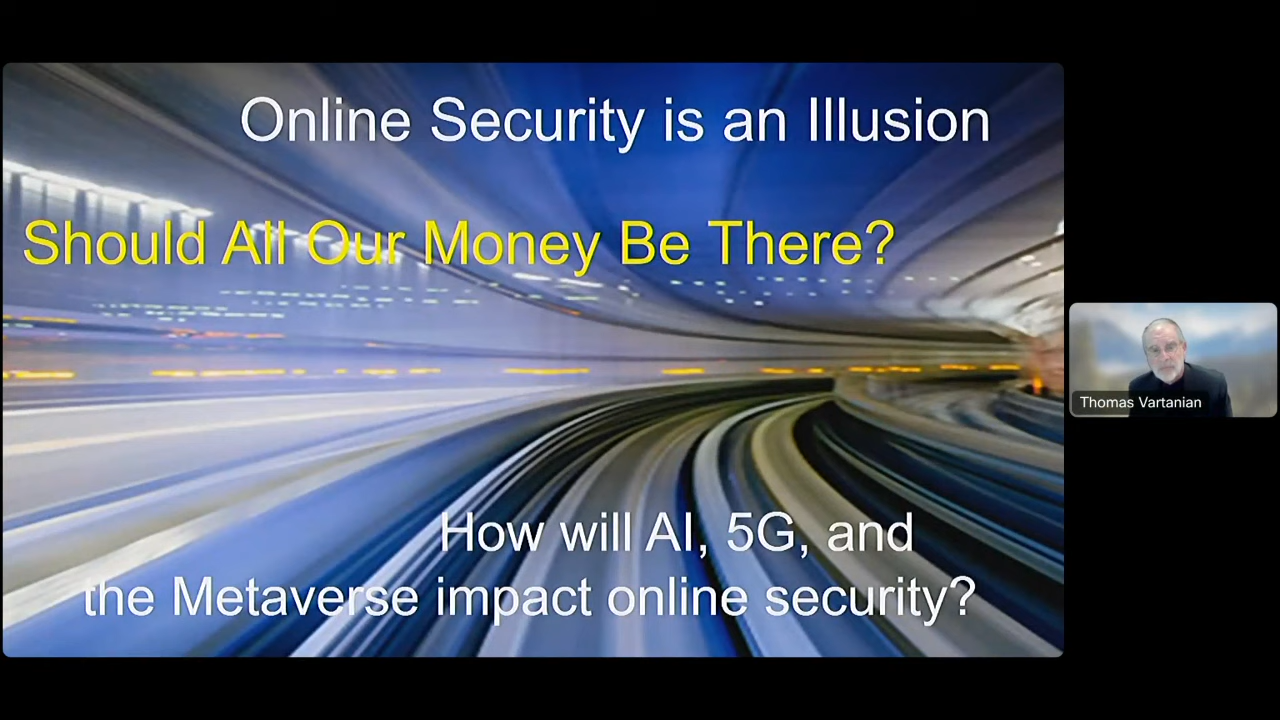 Online Security is an Illusion
Should All Our Money Be There?
How will AI, 5G, and
the Metaverse impact online security?
Thomas Vartanian